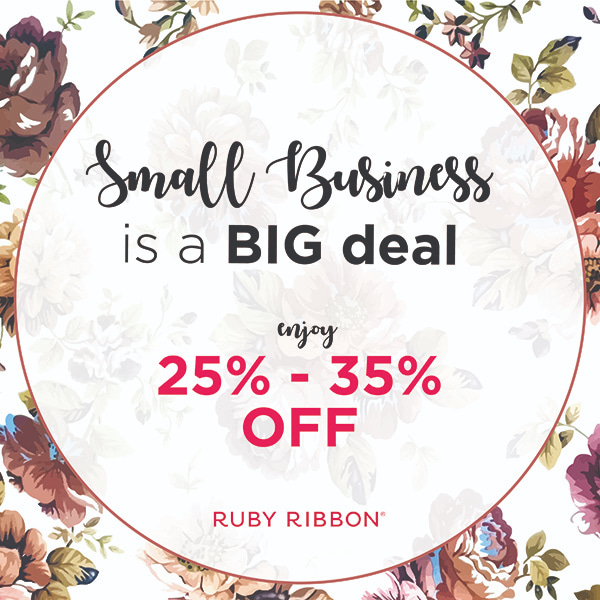 Small Business
is a BIG deal
enjoy
25% - 35%
OFF
RUBY RIBBON®